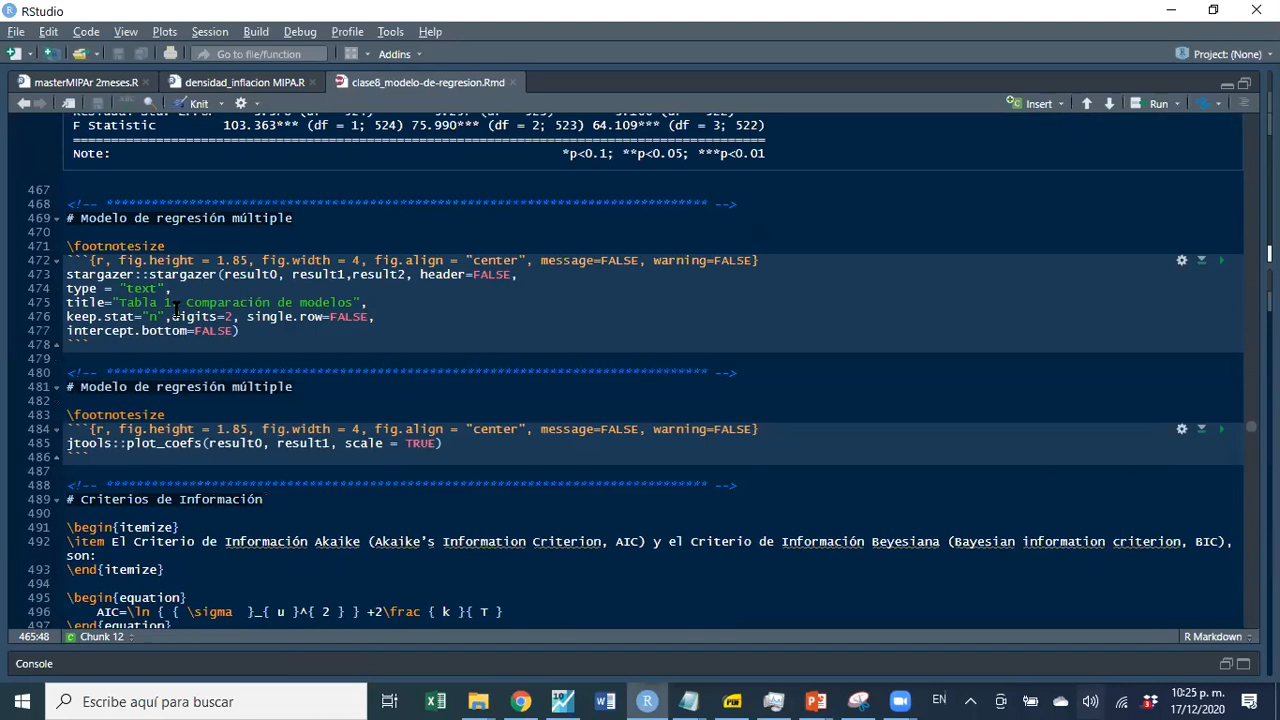 RStudio
File Edit Code View Plots Session Build Debug Profile Tools Help
Go to file/function Addins Project: (None)
masterMIPAr 2meses.R densidad_inflacion MIPA.R clase8_modelo-de-regresion.Rmd
ABC Knit Insert Run
F Statistic 103.363*** (df = 1; 524) 75.990*** (df = 2; 523) 64.109*** (df = 3; 522)
=======================================================================================
Note: *p<0.1; **p<0.05; ***p<0.01
467
468 <!-- ************************************************************************************* -->
469 # Modelo de regresión múltiple
470
471 \footnotesize
472 ```{r, fig.height = 1.85, fig.width = 4, fig.align = "center", message=FALSE, warning=FALSE}
473 stargazer::stargazer(result0, result1,result2, header=FALSE,
474 type = "text",
475 title="Tabla 1: Comparación de modelos",
476 keep.stat="n",digits=2, single.row=FALSE,
477 intercept.bottom=FALSE)
478 ```
479
480 <!-- ************************************************************************************* -->
481 # Modelo de regresión múltiple
482
483 \footnotesize
484 ```{r, fig.height = 1.85, fig.width = 4, fig.align = "center", message=FALSE, warning=FALSE}
485 jtools::plot_coefs(result0, result1, scale = TRUE)
486 ```
487
488 <!-- ************************************************************************************* -->
489 # Criterios de Información
490
491 \begin{itemize}
492 \item El Criterio de Información Akaike (Akaike’s Information Criterion, AIC) y el Criterio de Información Beyesiana (Bayesian information criterion, BIC),
son:
493 \end{itemize}
494
495 \begin{equation}
496 AIC=\ln { { \sigma }_{ u }^{ 2 } } +2\frac { k }{ T }
497 \end{equation}
465:48 Chunk 12 R Markdown
Console
Escribe aquí para buscar EN 10:25 p. m.
17/12/2020